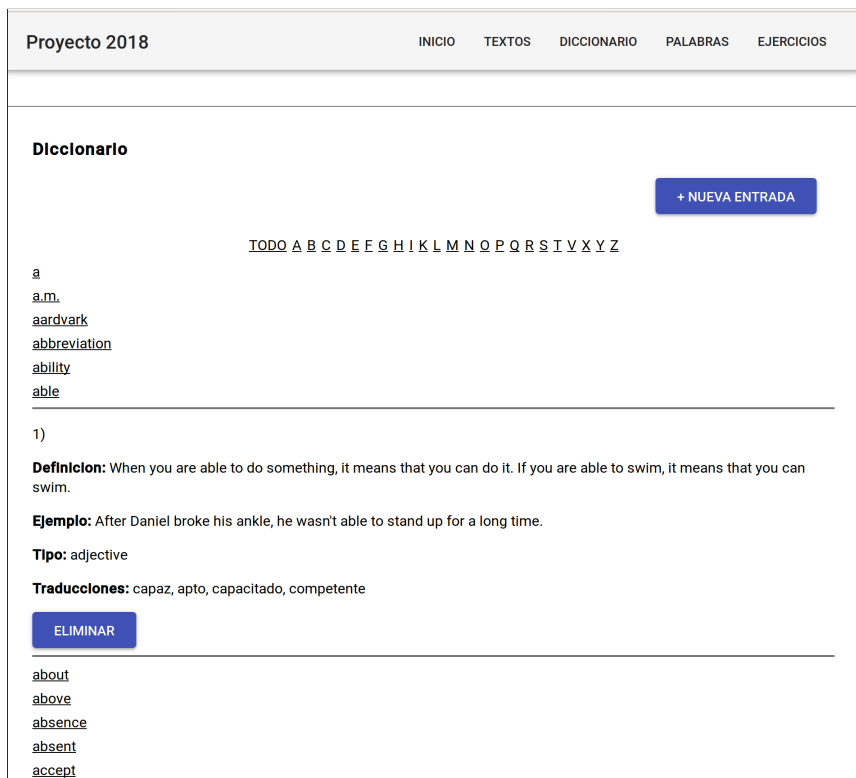 Proyecto 2018
INICIO TEXTOS DICCIONARIO PALABRAS EJERCICIOS
Diccionario
+ NUEVA ENTRADA
TODO A B C D E F G H I K L M N O P Q R S T V X Y Z
a
a.m.
aardvark
abbreviation
ability
able
1)
Definicion: When you are able to do something, it means that you can do it. If you are able to swim, it means that you can
swim.
Ejemplo: After Daniel broke his ankle, he wasn't able to stand up for a long time.
Tipo: adjective
Traducciones: capaz, apto, capacitado, competente
ELIMINAR
about
above
absence
absent
accept